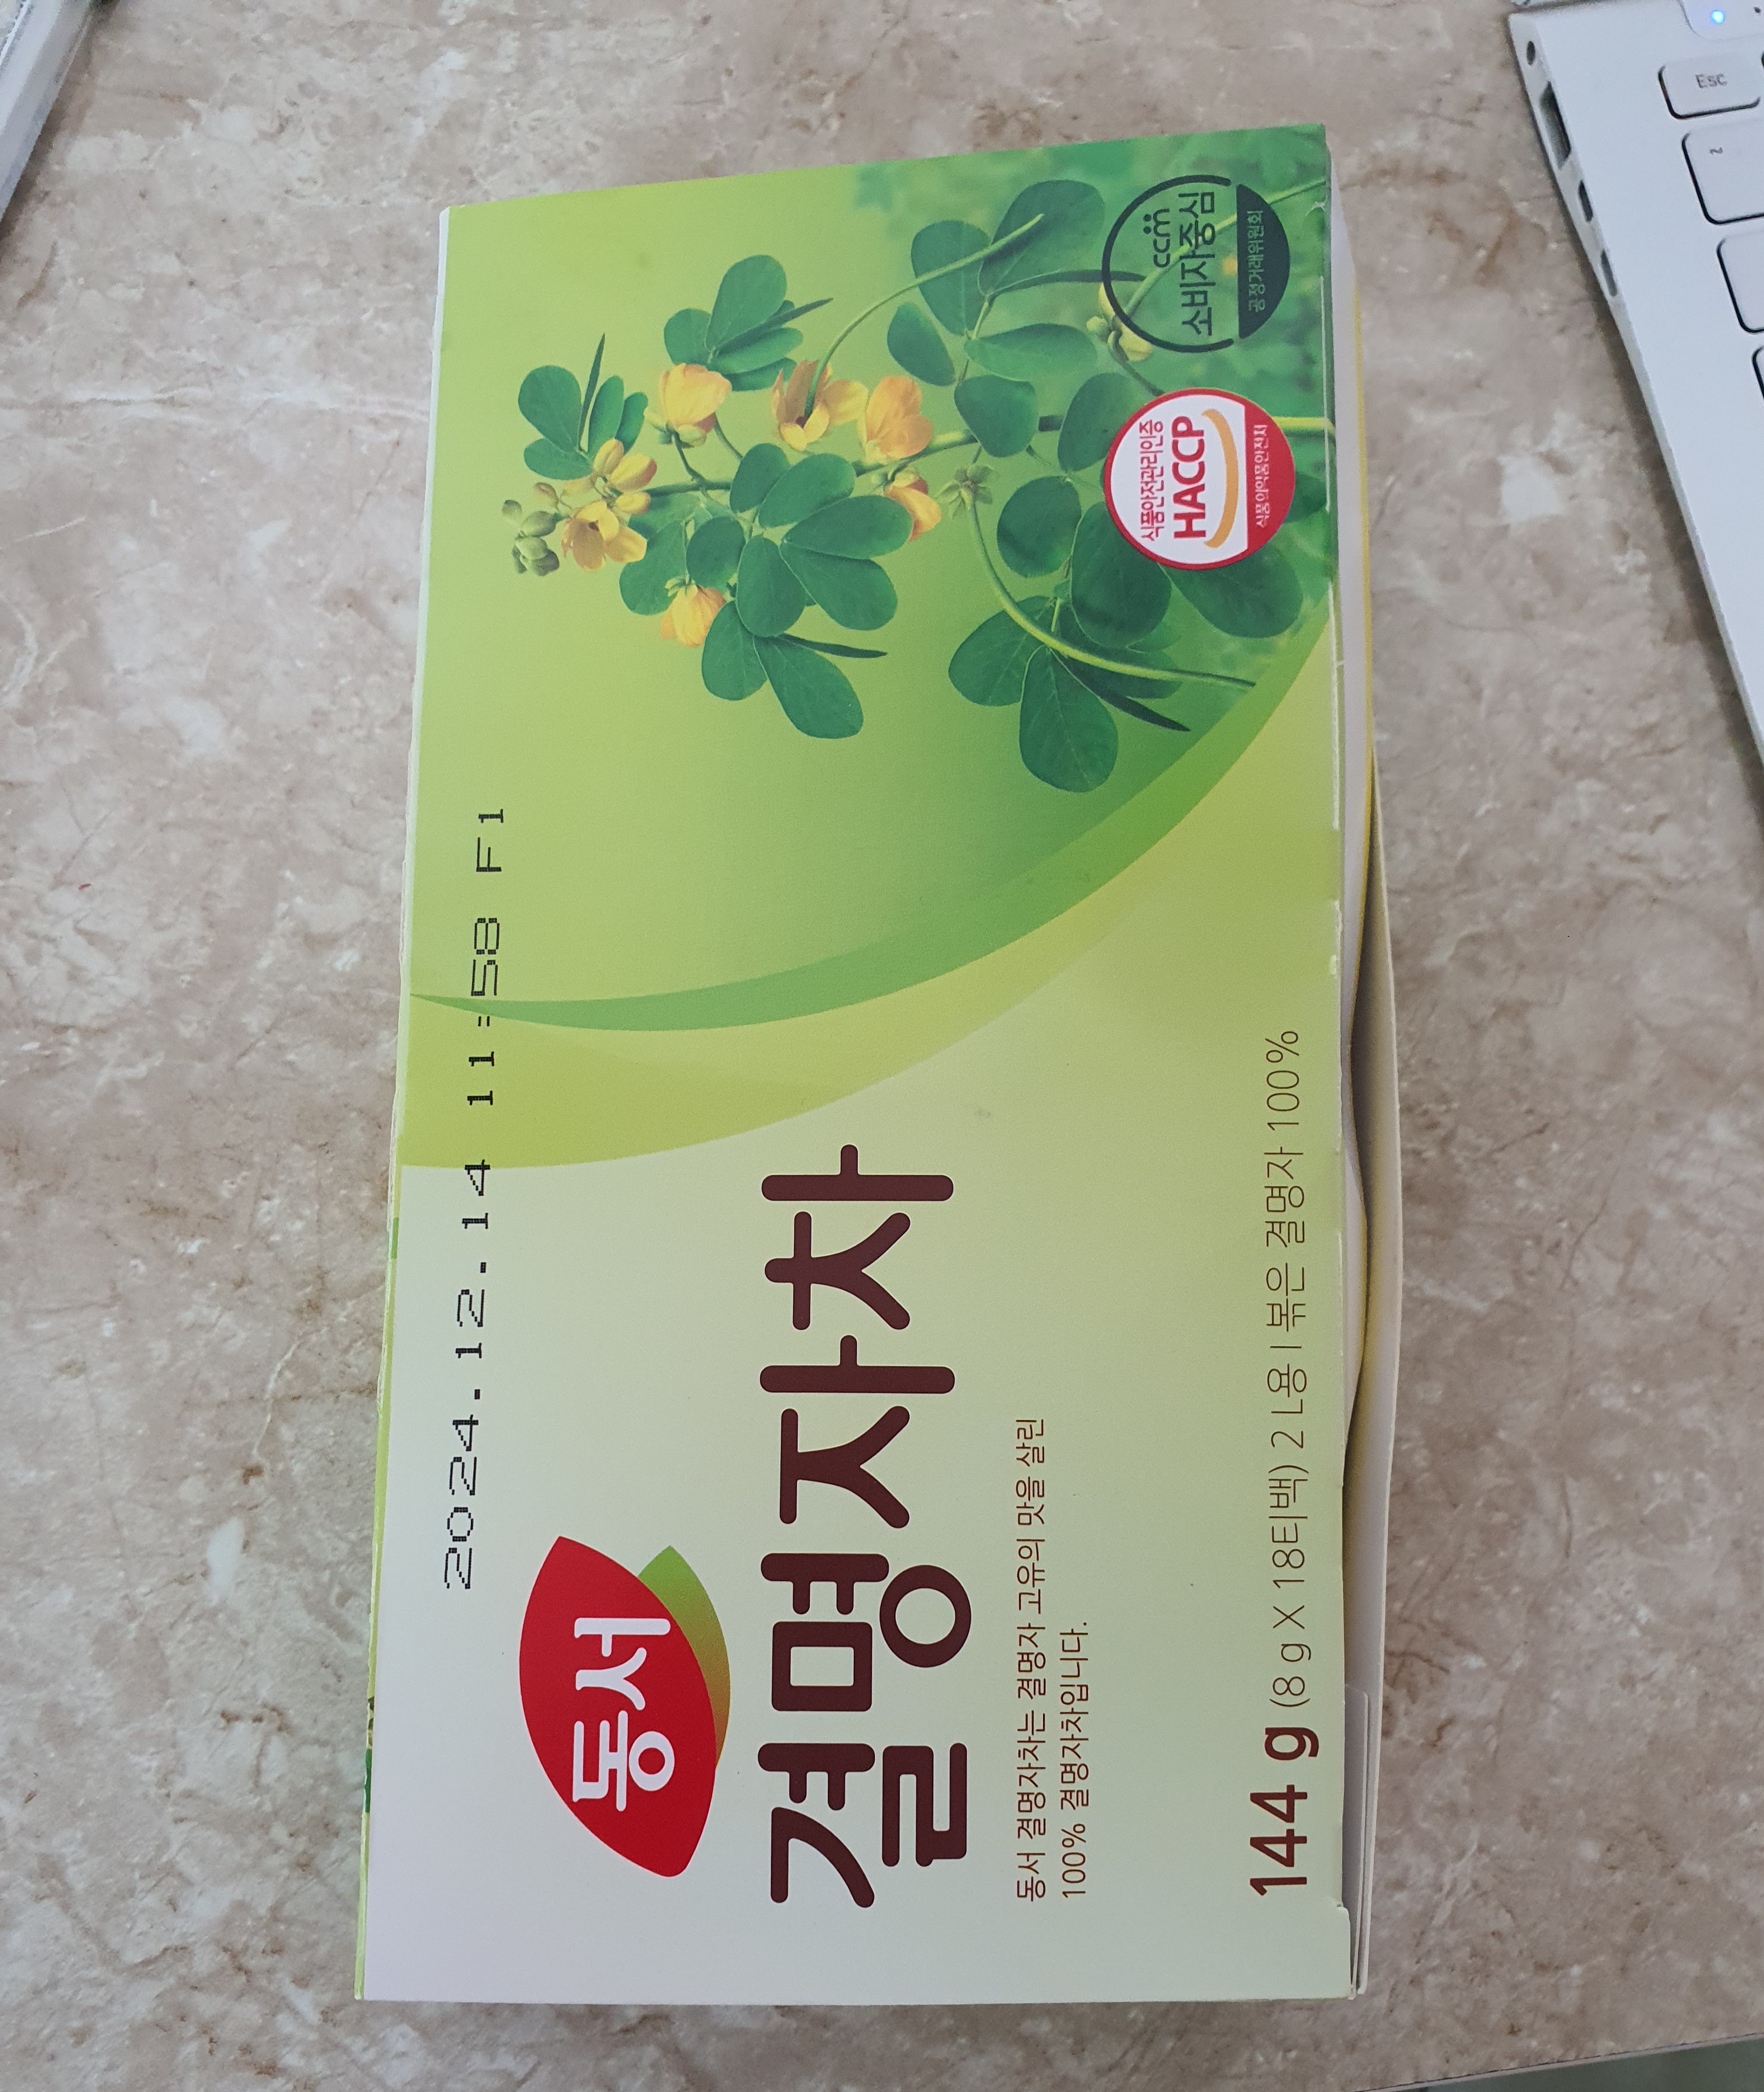 2024.12.14 11:58 F1
동서
결명자차
동서 결명자차는 결명자 고유의 맛을 살린
100% 결명자차입니다.
144 g (8 g X 18티백) 2 L용 | 볶은 결명자 100%
식품안전관리인증
HACCP
식품의약품안전처
ccm
소비자중심
공정거래위원회
Esc